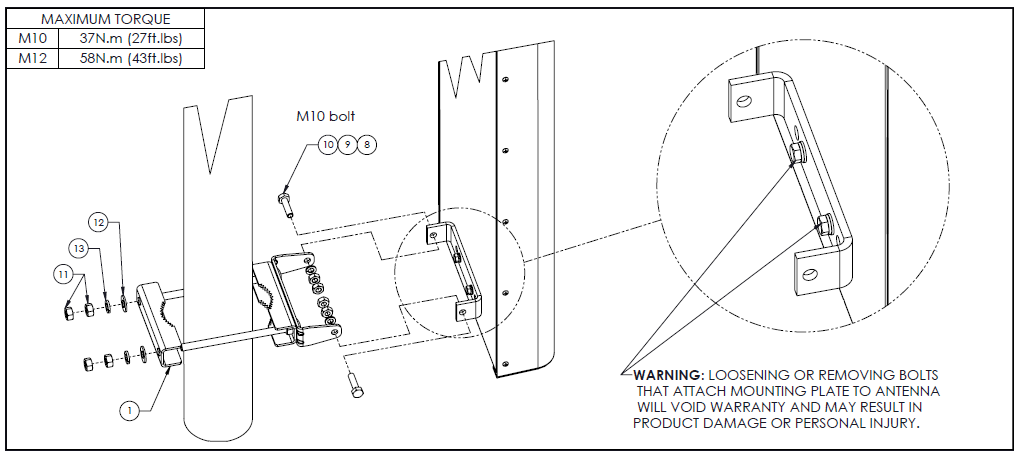 MAXIMUM TORQUE
M10 37N.m (27ft.lbs)
M12 58N.m (43ft.lbs)
M10 bolt
10 9 8
12
13
11
1
WARNING: LOOSENING OR REMOVING BOLTS
THAT ATTACH MOUNTING PLATE TO ANTENNA
WILL VOID WARRANTY AND MAY RESULT IN
PRODUCT DAMAGE OR PERSONAL INJURY.